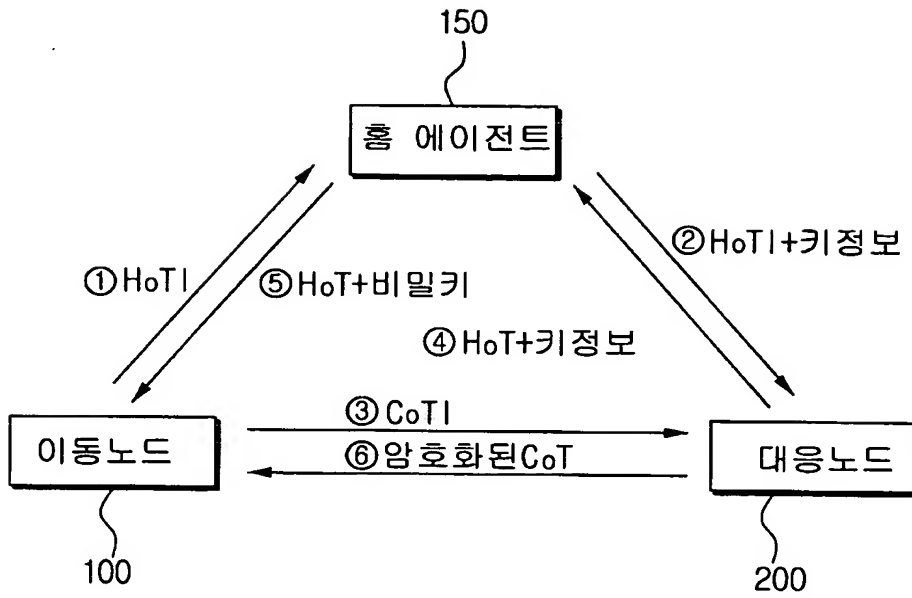 150
홈 에이전트
①HoTI
②HoTI+키정보
⑤HoT+비밀키
④HoT+키정보
③CoTI
이동노드
⑥암호화된CoT
대응노드
100
200